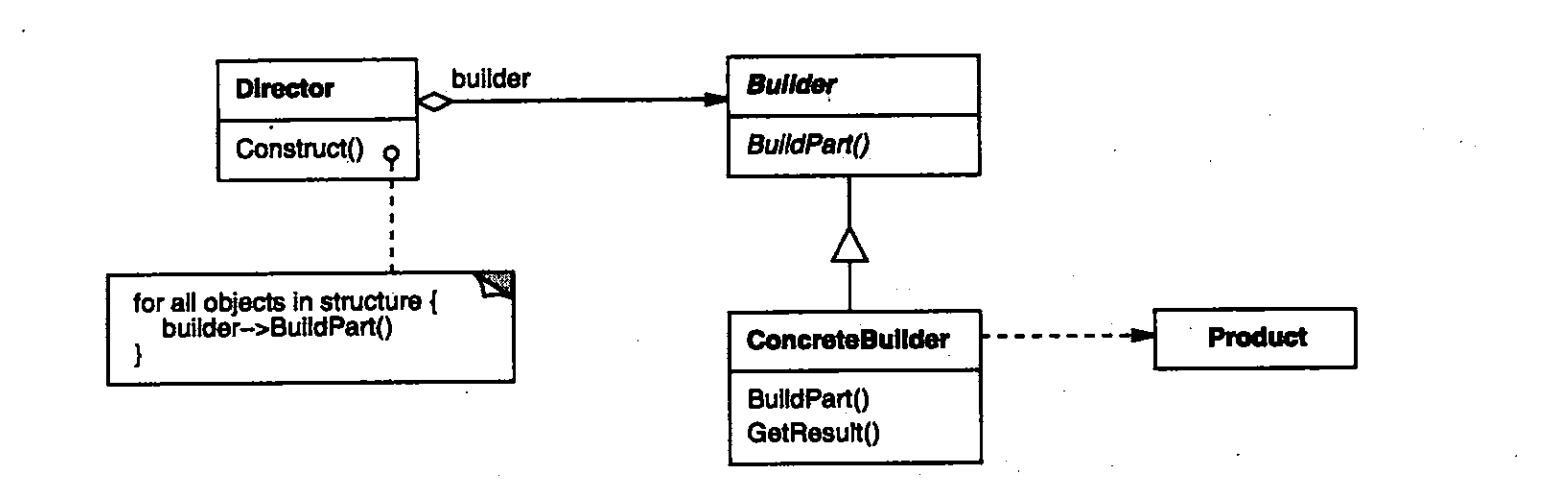 Director
Construct()
builder
Builder
BuildPart()
for all objects in structure {
builder->BuildPart()
}
ConcreteBuilder
BuildPart()
GetResult()
Product